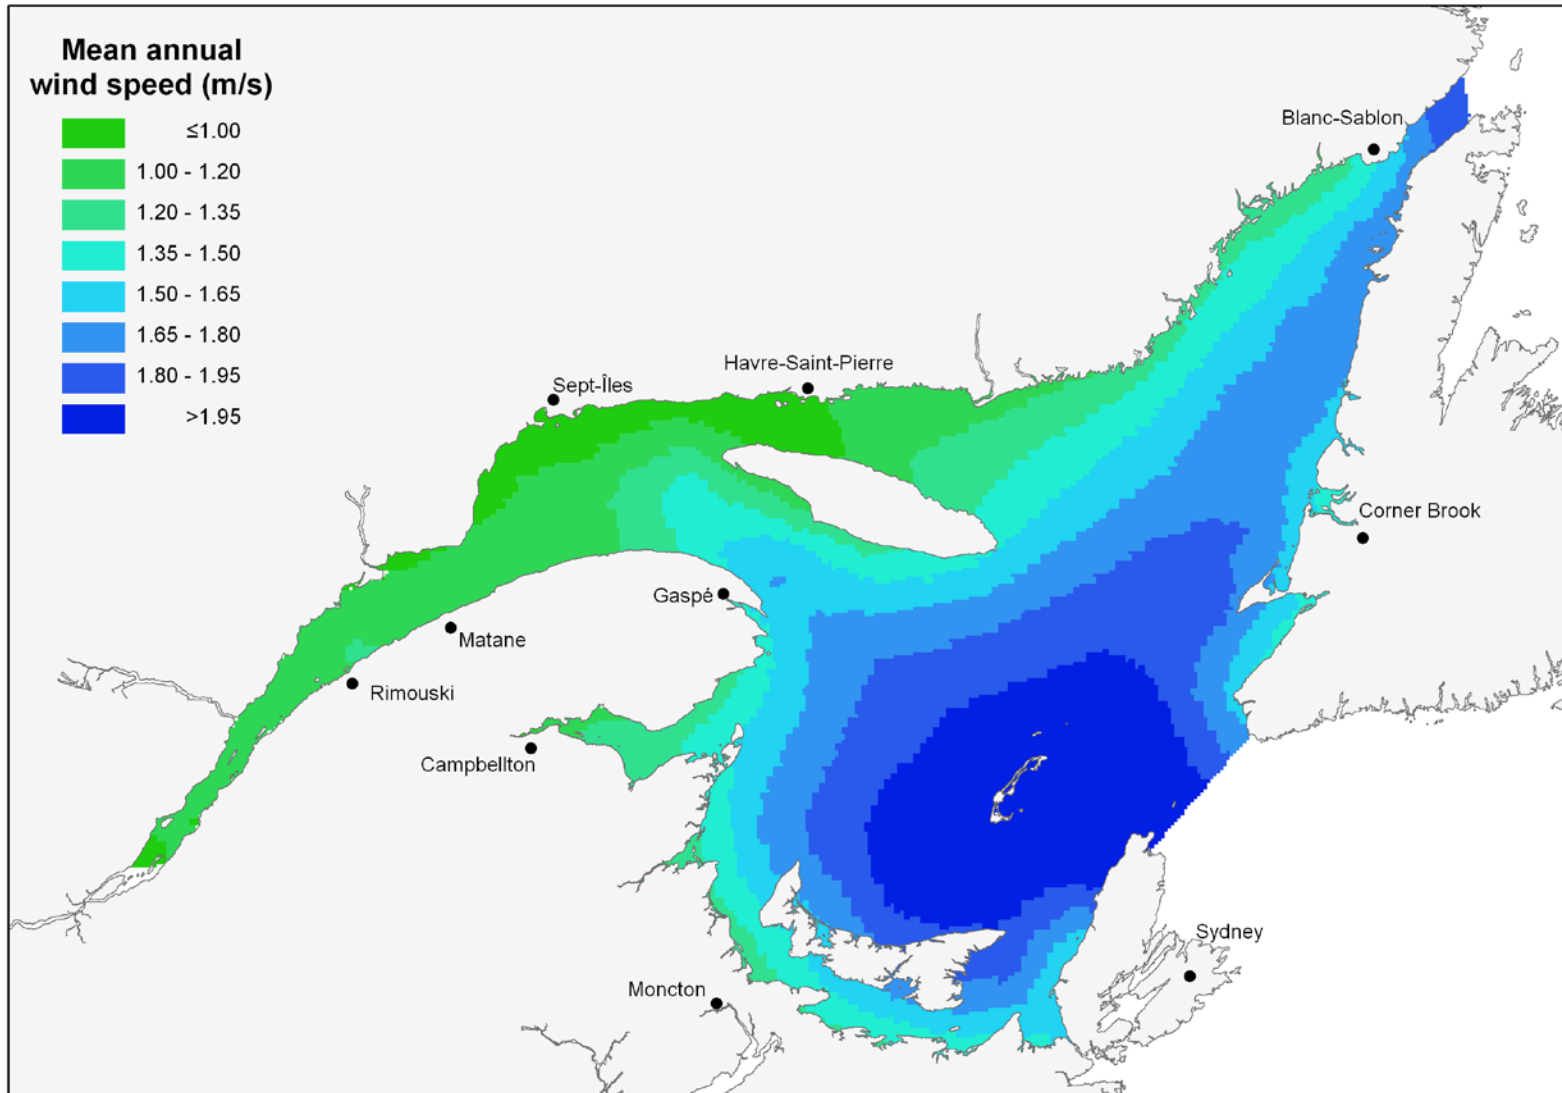 Mean annual
wind speed (m/s)
≤1.00
1.00 - 1.20
1.20 - 1.35
1.35 - 1.50
1.50 - 1.65
1.65 - 1.80
1.80 - 1.95
>1.95
Blanc-Sablon
Havre-Saint-Pierre
Sept-Îles
Corner Brook
Gaspé
Matane
Rimouski
Campbellton
Sydney
Moncton